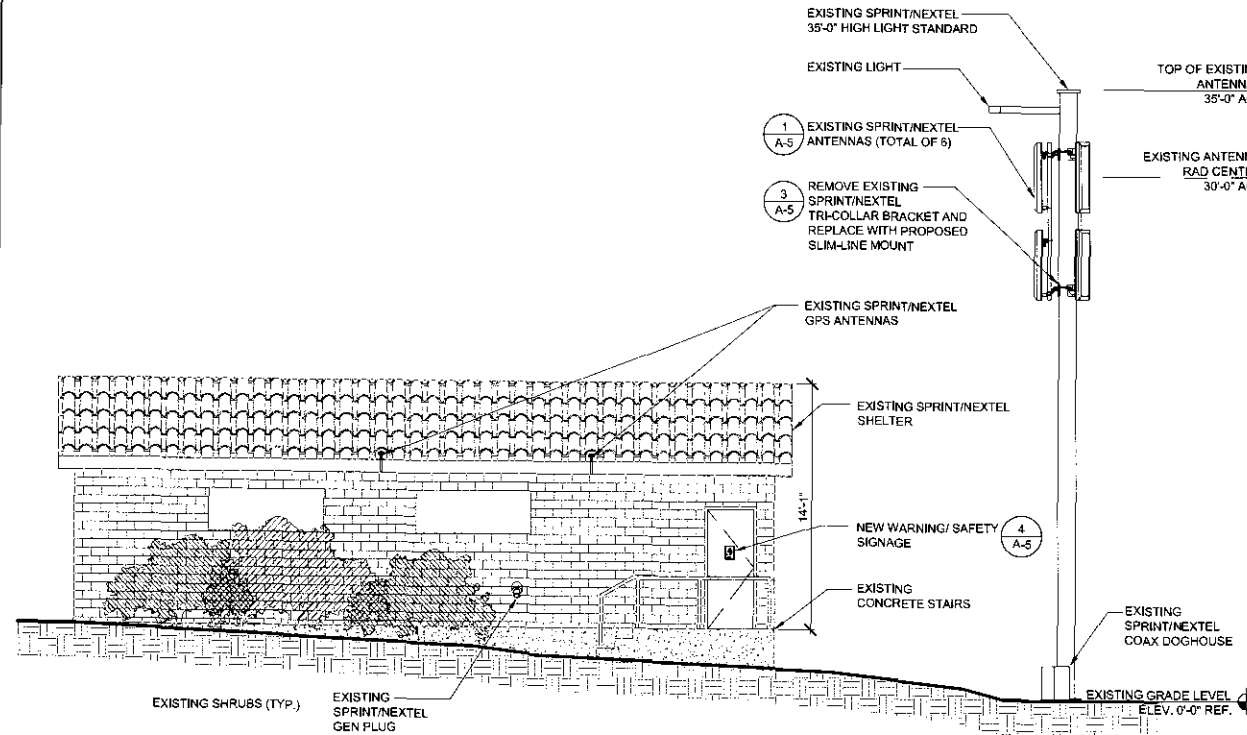 EXISTING SPRINT/NEXTEL
35'-0" HIGH LIGHT STANDARD
EXISTING LIGHT
TOP OF EXISTIN
ANTENN
35'-0" A
1
A-5
EXISTING SPRINT/NEXTEL
ANTENNAS (TOTAL OF 6)
EXISTING ANTENN
RAD CENT
30'-0" A
3
A-5
REMOVE EXISTING
SPRINT/NEXTEL
TRI-COLLAR BRACKET AND
REPLACE WITH PROPOSED
SLIM-LINE MOUNT
EXISTING SPRINT/NEXTEL
GPS ANTENNAS
EXISTING SPRINT/NEXTEL
SHELTER
14'-1"
NEW WARNING/ SAFETY
SIGNAGE
4
A-5
EXISTING
CONCRETE STAIRS
EXISTING
SPRINT/NEXTEL
COAX DOGHOUSE
EXISTING SHRUBS (TYP.)
EXISTING
SPRINT/NEXTEL
GEN PLUG
EXISTING GRADE LEVEL
ELEV. 0'-0" REF.